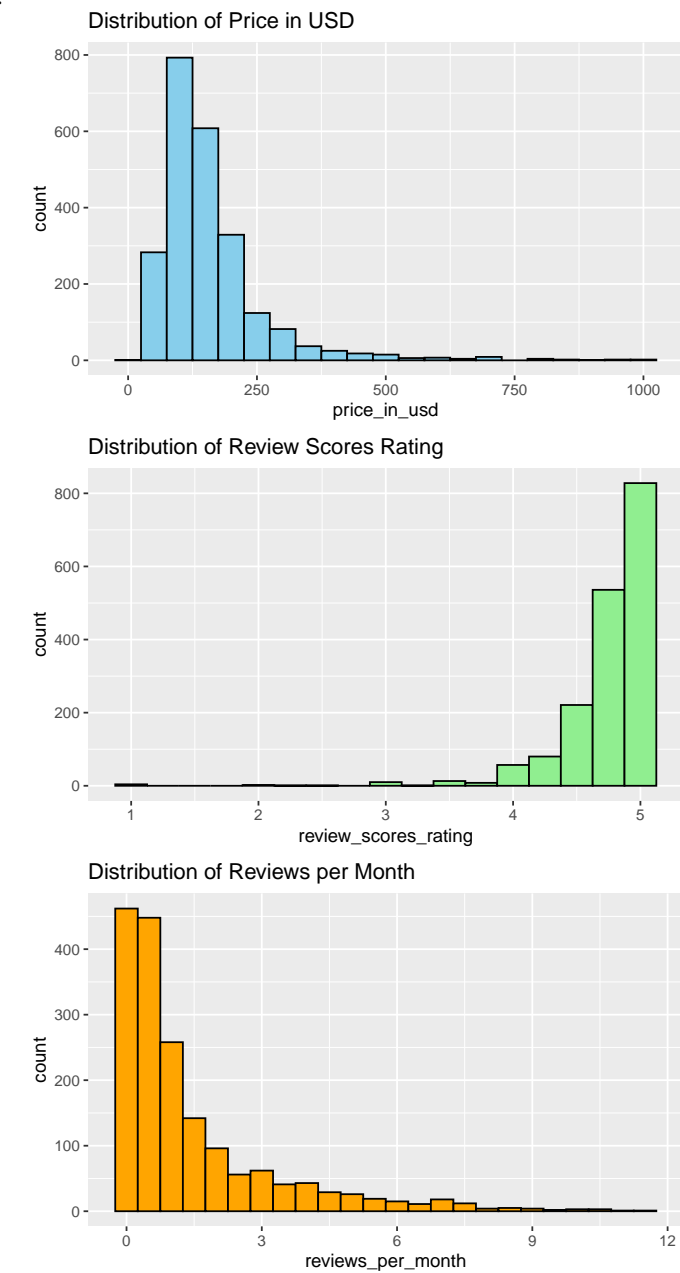 Distribution of Price in USD
800
600
400
200
0
count
0 250 500 750 1000
price_in_usd
Distribution of Review Scores Rating
800
600
400
200
0
count
1 2 3 4 5
review_scores_rating
Distribution of Reviews per Month
400
300
200
100
0
count
0 3 6 9 12
reviews_per_month